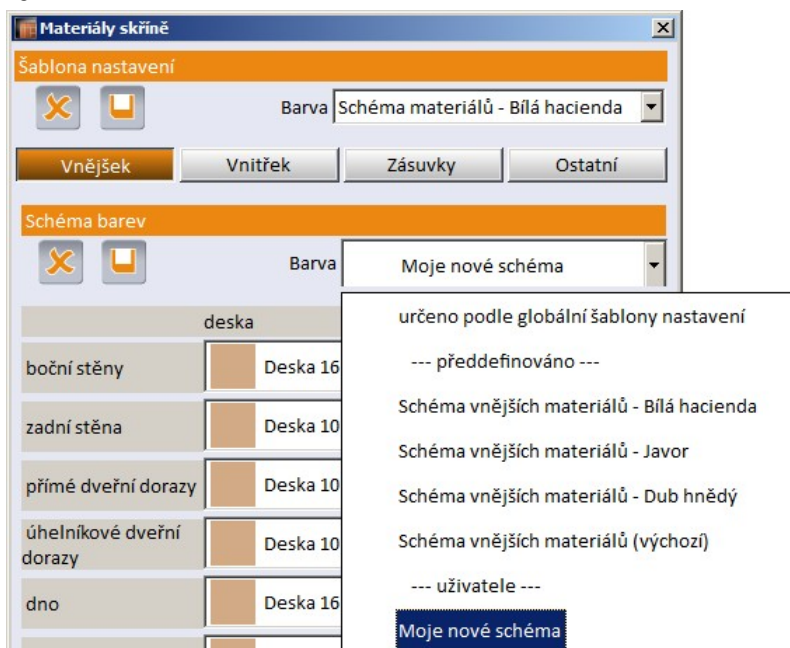 Materiály skříně
Šablona nastavení
Barva Schéma materiálů - Bílá hacienda
Vnějšek Vnitřek Zásuvky Ostatní
Schéma barev
Barva Moje nové schéma
deska
určeno podle globální šablony nastavení
--- předdefinováno ---
Schéma vnějších materiálů - Bílá hacienda
Schéma vnějších materiálů - Javor
Schéma vnějších materiálů - Dub hnědý
Schéma vnějších materiálů (výchozí)
--- uživatele ---
Moje nové schéma
boční stěny Deska 16
zadní stěna Deska 10
přímé dveřní dorazy Deska 10
úhelníkové dveřní
dorazy Deska 10
dno Deska 16